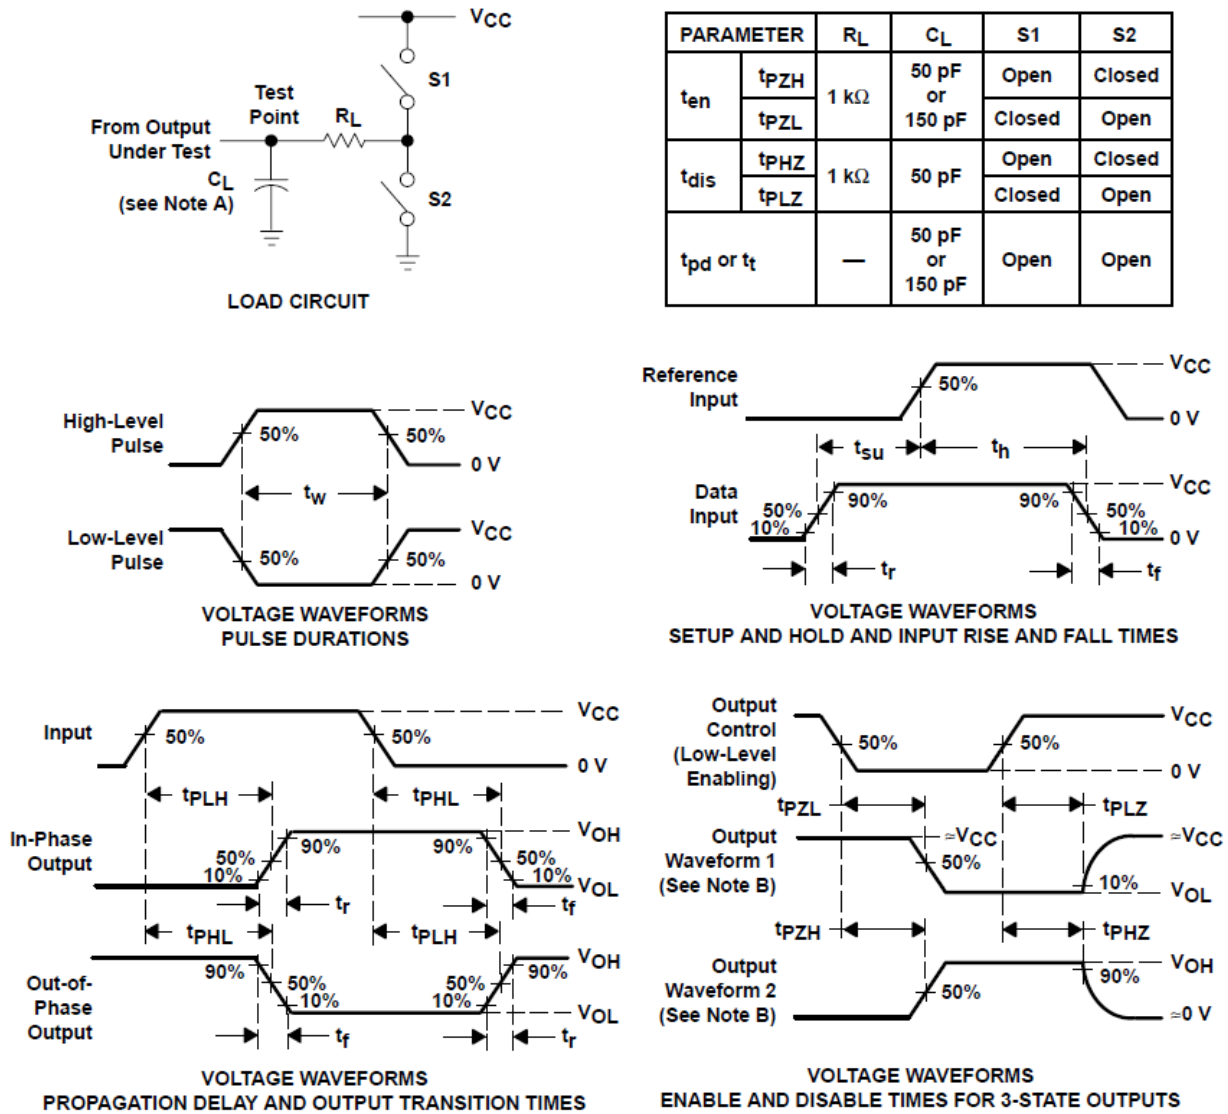 VCC
S1
Test
Point
RL
From Output
Under Test
CL
(see Note A)
S2
LOAD CIRCUIT
PARAMETER RL CL S1 S2
ten tPZH 1 kΩ 50 pF or 150 pF Open Closed
tPZL Closed Open
tdis tPHZ 1 kΩ 50 pF Open Closed
tPLZ Closed Open
tpd or tt — 50 pF or 150 pF Open Open
High-Level
Pulse
50%
50%
VCC
0 V
tw
Low-Level
Pulse
50%
50%
VCC
0 V
VOLTAGE WAVEFORMS
PULSE DURATIONS
Reference
Input
50%
VCC
0 V
tsu
th
Data
Input
50%
10%
90%
90%
50%
10%
VCC
0 V
tr
tf
VOLTAGE WAVEFORMS
SETUP AND HOLD AND INPUT RISE AND FALL TIMES
Input
50%
50%
VCC
0 V
tPLH
tPHL
In-Phase
Output
50%
10%
90%
90%
50%
10%
VOH
VOL
tr
tf
tPHL
tPLH
Out-of-
Phase
Output
90%
50%
10%
50%
10%
90%
VOH
VOL
tf
tr
VOLTAGE WAVEFORMS
PROPAGATION DELAY AND OUTPUT TRANSITION TIMES
Output
Control
(Low-Level
Enabling)
50%
50%
VCC
0 V
tPZL
tPLZ
Output
Waveform 1
(See Note B)
≈VCC
50%
≈VCC
10%
VOL
tPZH
tPHZ
Output
Waveform 2
(See Note B)
50%
90%
VOH
≈0 V
VOLTAGE WAVEFORMS
ENABLE AND DISABLE TIMES FOR 3-STATE OUTPUTS